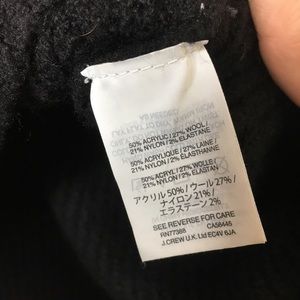 50% ACRYLIC / 27% WOOL /
21% NYLON / 2% ELASTANE
50% ACRYLIQUE / 27% LAINE /
21% NYLON / 2% ELASTHANNE
50% ACRYL / 27% WOLLE /
21% NYLON / 2% ELASTAN
アクリル 50% / ウール 27% /
ナイロン 21% /
エラステーン 2%
SEE REVERSE FOR CARE
RN77388 CA56445
J.CREW U.K. Ltd EC4V 6JA